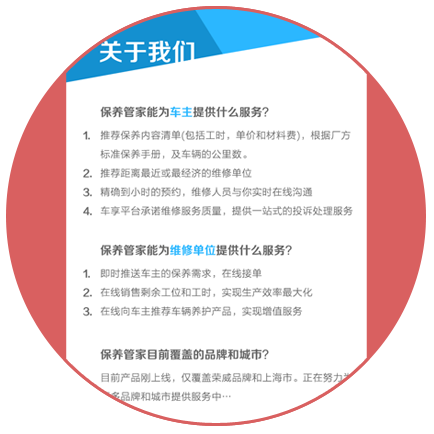 关于我们
保养管家能为车主提供什么服务?
1. 推荐保养内容清单(包括工时，单价和材料费)，根据厂方
标准保养手册，及车辆的公里数。
2. 推荐距离最近或最经济的维修单位
3. 精确到小时的预约，维修人员与你实时在线沟通
4. 车享平台承诺维修服务质量，提供一站式的投诉处理服务
保养管家能为维修单位提供什么服务?
1. 即时推送车主的保养需求，在线接单
2. 在线销售剩余工位和工时，实现生产效率最大化
3. 在线向车主推荐车辆养护产品，实现增值服务
保养管家目前覆盖的品牌和城市?
目前产品刚上线，仅覆盖荣威品牌和上海市。正在努力
多品牌和城市提供服务中…